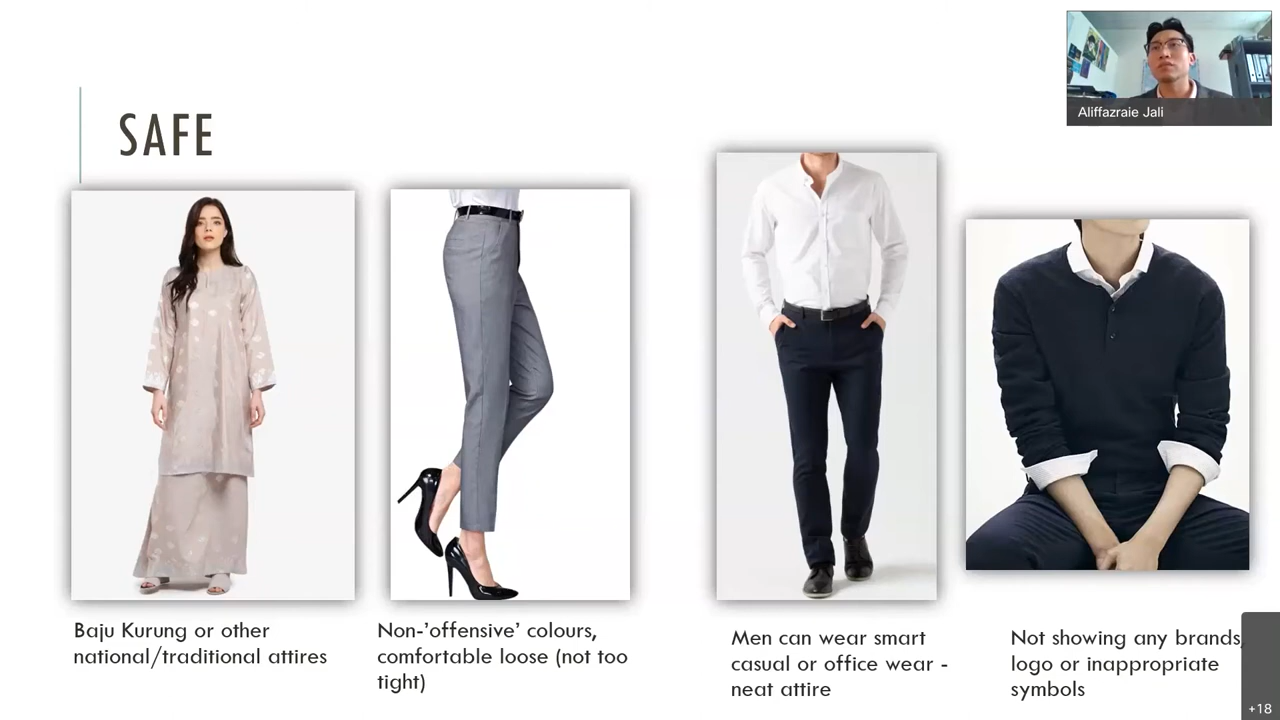 Aliffazraie Jali
SAFE
Baju Kurung or other
national/traditional attires
Non-’offensive’ colours,
comfortable loose (not too
tight)
Men can wear smart
casual or office wear -
neat attire
Not showing any brands,
logo or inappropriate
symbols
+18